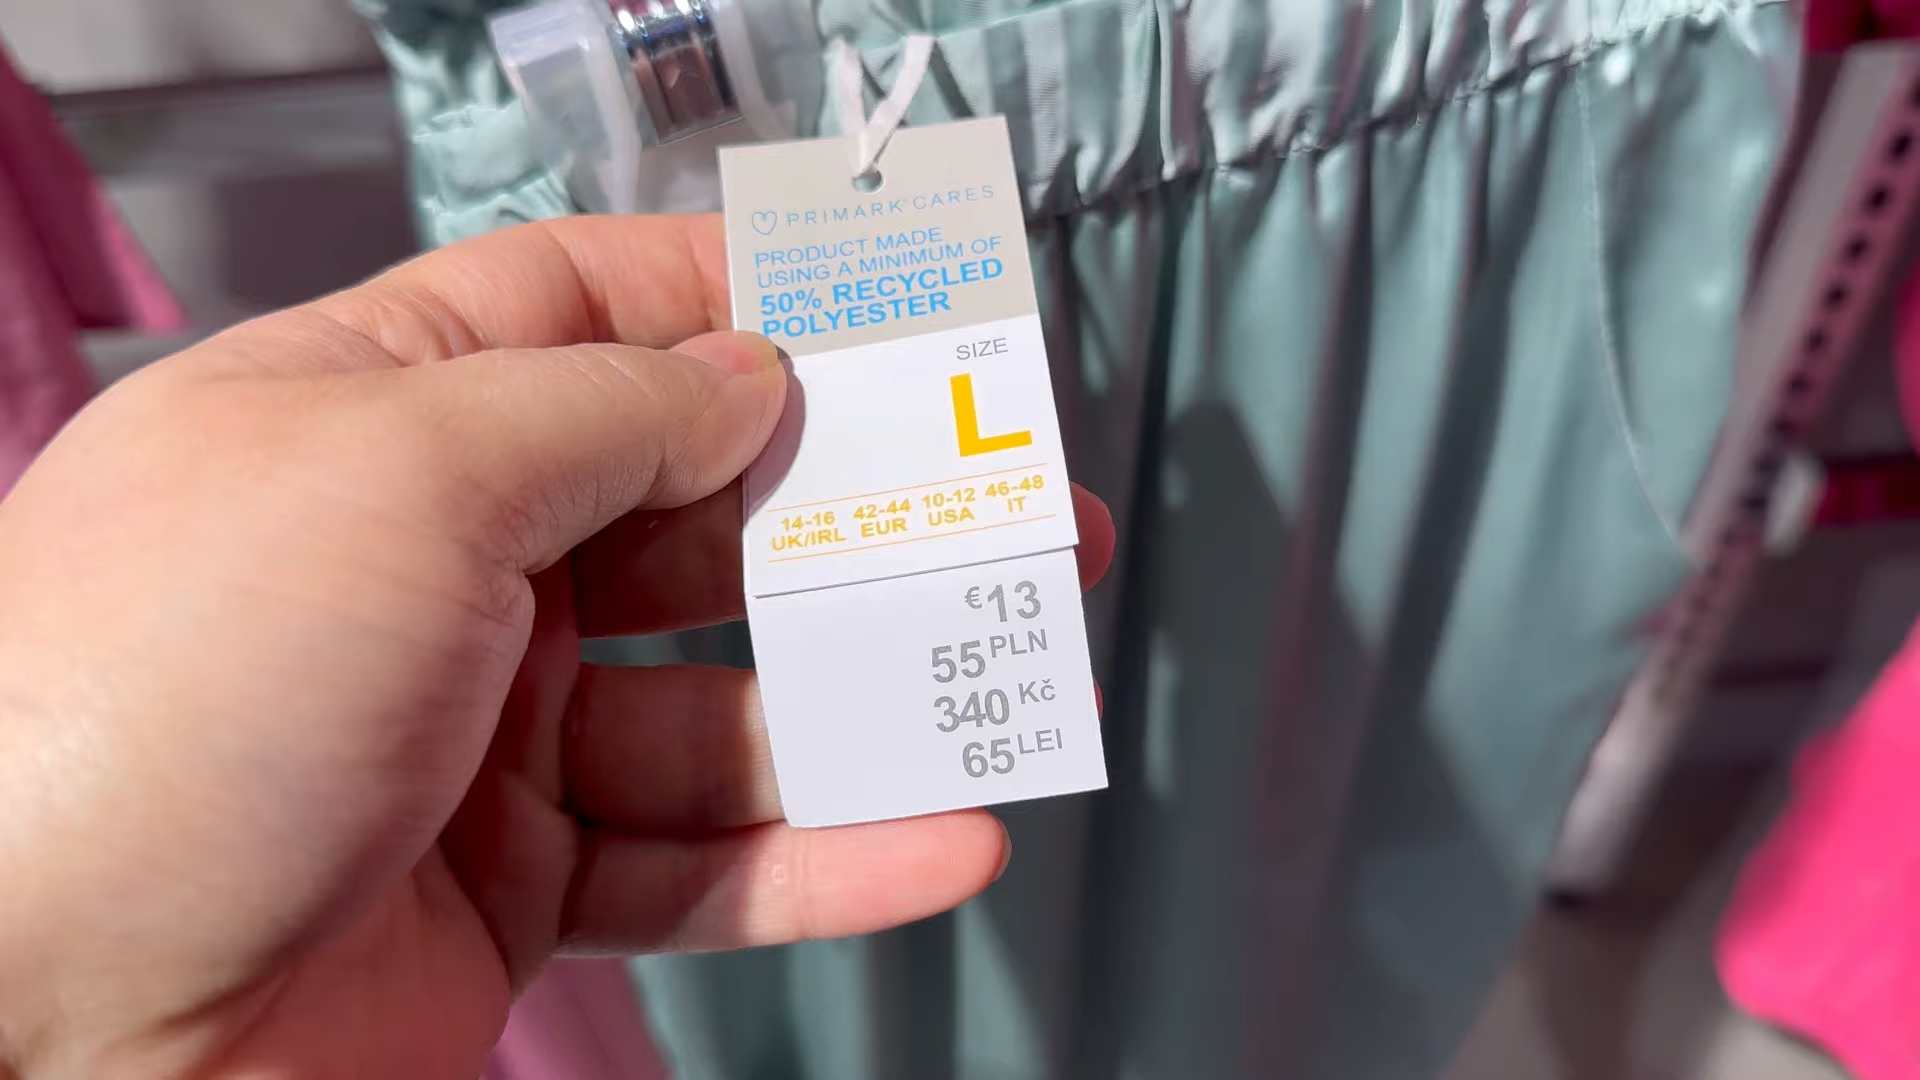 PRIMARK® CARES
PRODUCT MADE
USING A MINIMUM OF
50% RECYCLED
POLYESTER
SIZE
L
14-16 42-44 10-12 46-48
UK/IRL EUR USA IT
€13
55 PLN
340 Kč
65 LEI